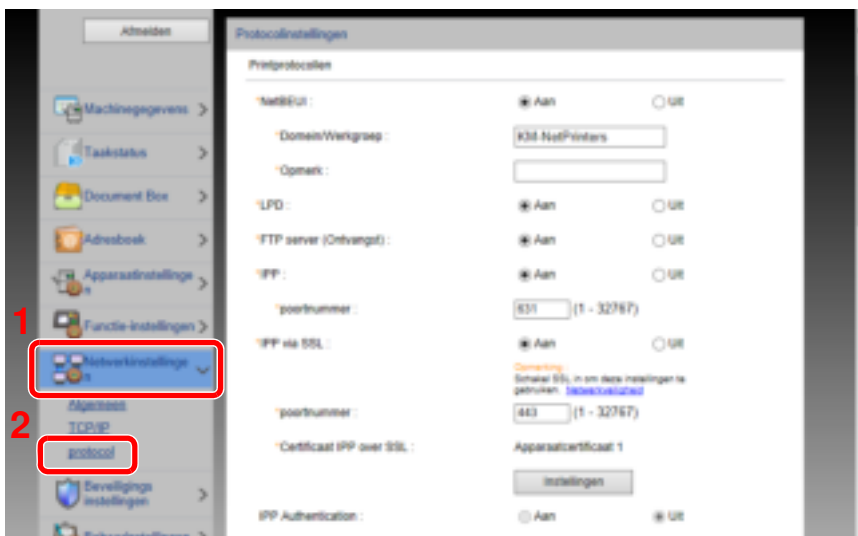 Afmelden
Machinegegevens
Taakstatus
Document Box
Adresboek
Apparaatinstellinge
n
1
Functie-instellingen
Netwerkinstellinge
n
Algemeen
2
TCP/IP
protocol
Beveiligings
instellingen
Protocolinstellingen
Printprotocollen
*NetBEUI :
Aan
Uit
*Domein/Werkgroep :
KM-NetPrinters
*Opmerk :
*LPD :
Aan
Uit
*FTP server (Ontvangst) :
Aan
Uit
*IPP :
Aan
Uit
*poortnummer :
631 (1 - 32767)
*IPP via SSL :
Aan
Uit
Opmerking :
Schakel SSL in om deze instellingen te
gebruiken. Netwerkveiligheid
*poortnummer :
443 (1 - 32767)
*Certificaat IPP over SSL :
Apparaatcertificaat 1
Instellingen
IPP Authentication :
Aan
Uit